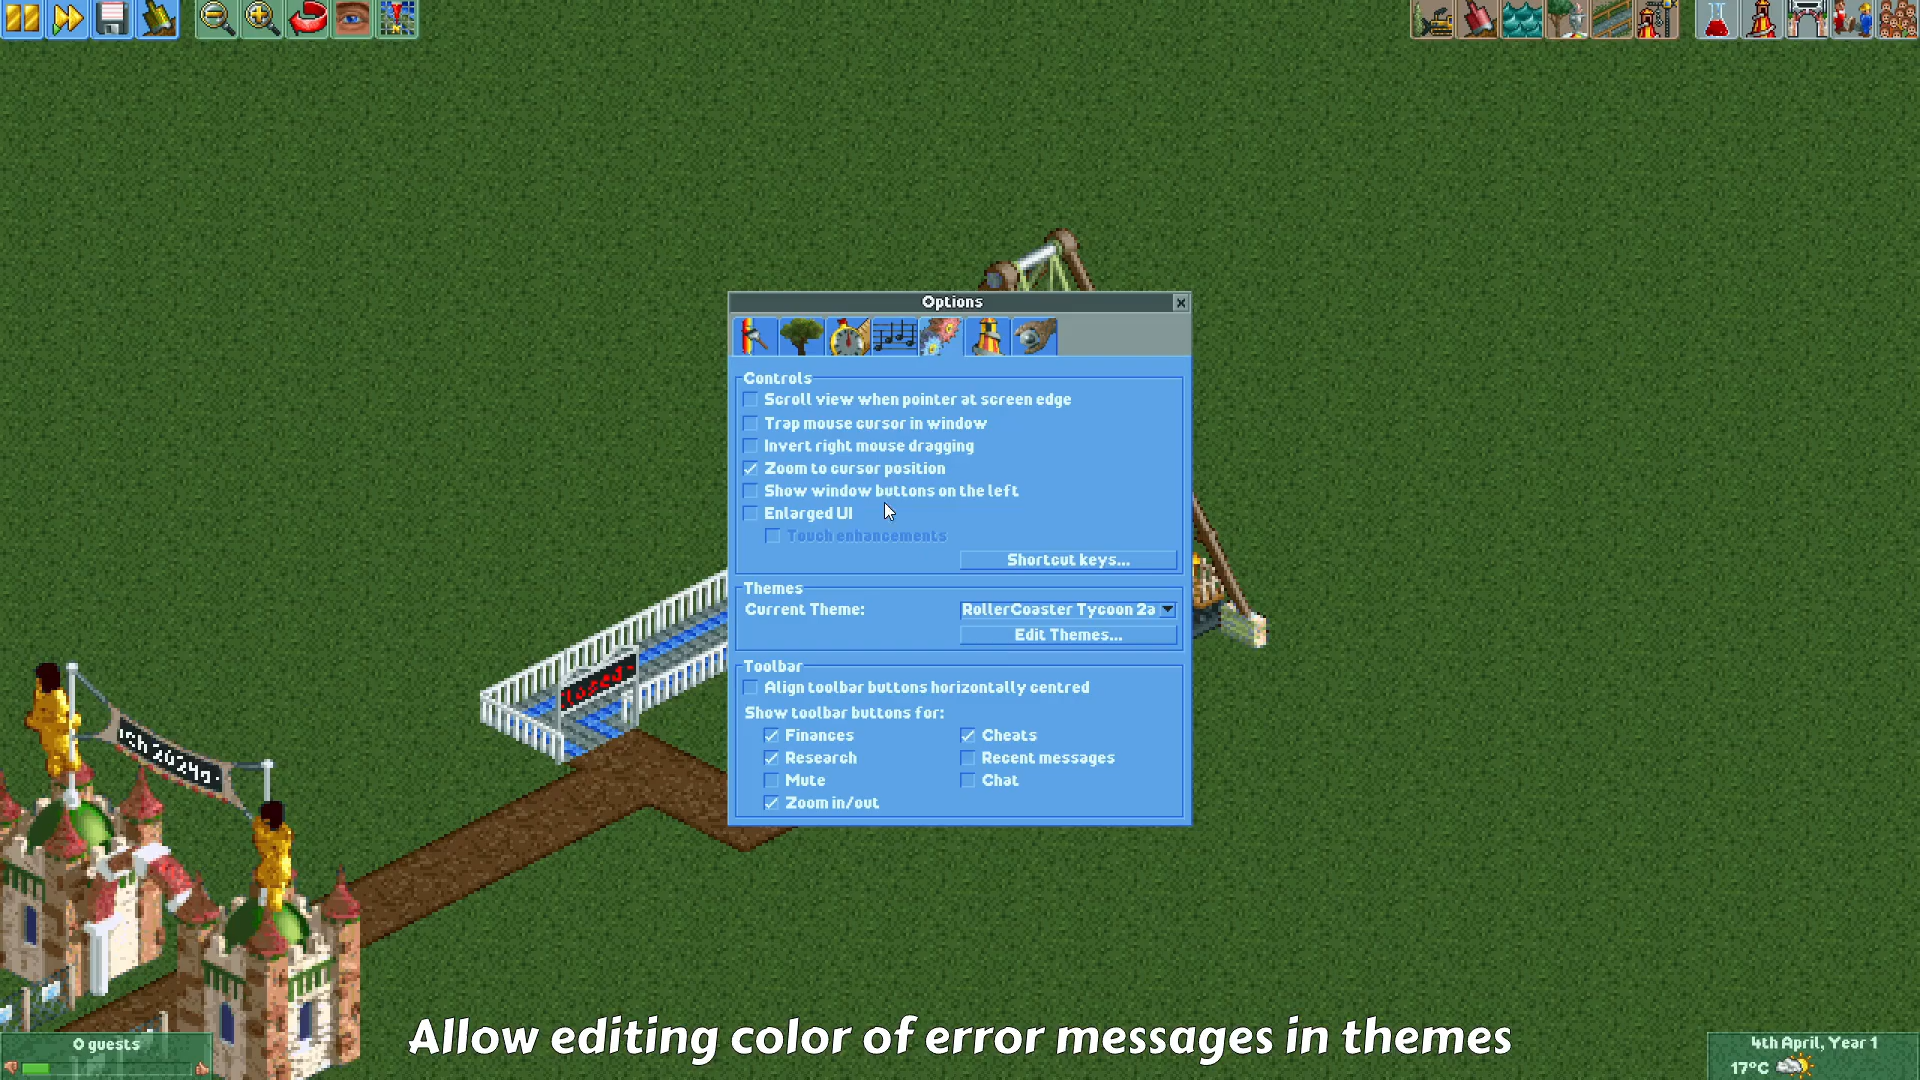 Options
Controls
Scroll view when pointer at screen edge
Trap mouse cursor in window
Invert right mouse dragging
Zoom to cursor position
Show window buttons on the left
Enlarged UI
Touch enhancements
Shortcut keys...
Themes
Current Theme: RollerCoaster Tycoon 2a
Edit Themes...
Toolbar
Align toolbar buttons horizontally centred
Show toolbar buttons for:
Finances Cheats
Research Recent messages
Mute Chat
Zoom in/out
Closed
ch 2024
0 guests
Allow editing color of error messages in themes
4th April, Year 1
17°C